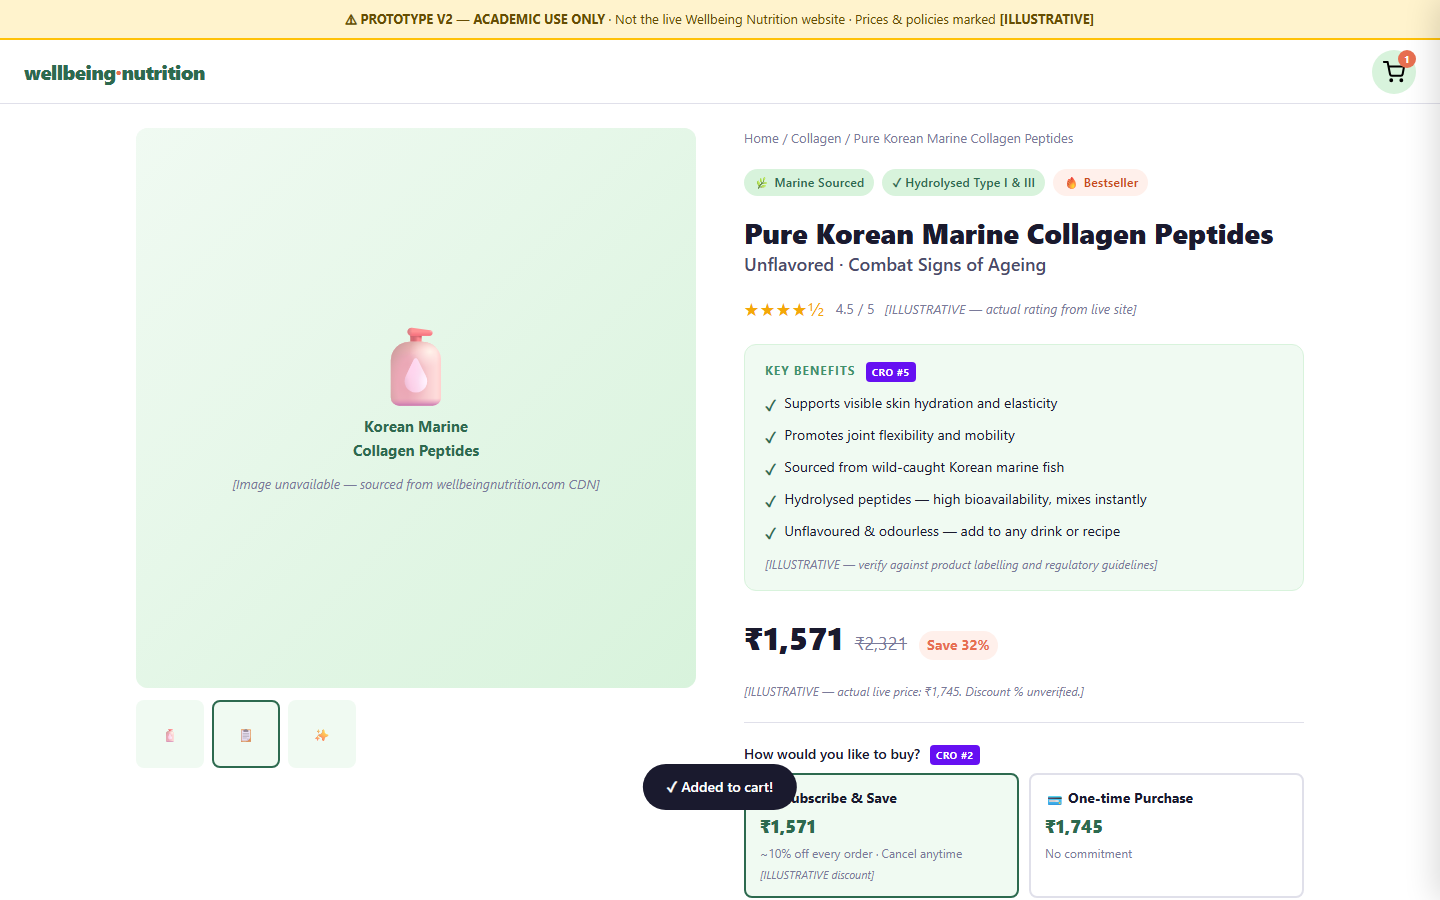 ⚠ PROTOTYPE V2 — ACADEMIC USE ONLY · Not the live Wellbeing Nutrition website · Prices & policies marked [ILLUSTRATIVE]
wellbeing·nutrition
1
Home / Collagen / Pure Korean Marine Collagen Peptides
🌿 Marine Sourced ✓ Hydrolysed Type I & III 🔥 Bestseller
Pure Korean Marine Collagen Peptides
Unflavored · Combat Signs of Ageing
★★★★½ 4.5 / 5 [ILLUSTRATIVE — actual rating from live site]
KEY BENEFITS CRO #5
✓ Supports visible skin hydration and elasticity
✓ Promotes joint flexibility and mobility
✓ Sourced from wild-caught Korean marine fish
✓ Hydrolysed peptides — high bioavailability, mixes instantly
✓ Unflavoured & odourless — add to any drink or recipe
[ILLUSTRATIVE — verify against product labelling and regulatory guidelines]
Korean Marine
Collagen Peptides
[Image unavailable — sourced from wellbeingnutrition.com CDN]
₹1,571 ₹2,321 Save 32%
[ILLUSTRATIVE — actual live price: ₹1,745. Discount % unverified.]
How would you like to buy? CRO #2
✓ Added to cart!
ubscribe & Save
₹1,571
~10% off every order · Cancel anytime
[ILLUSTRATIVE discount]
One-time Purchase
₹1,745
No commitment